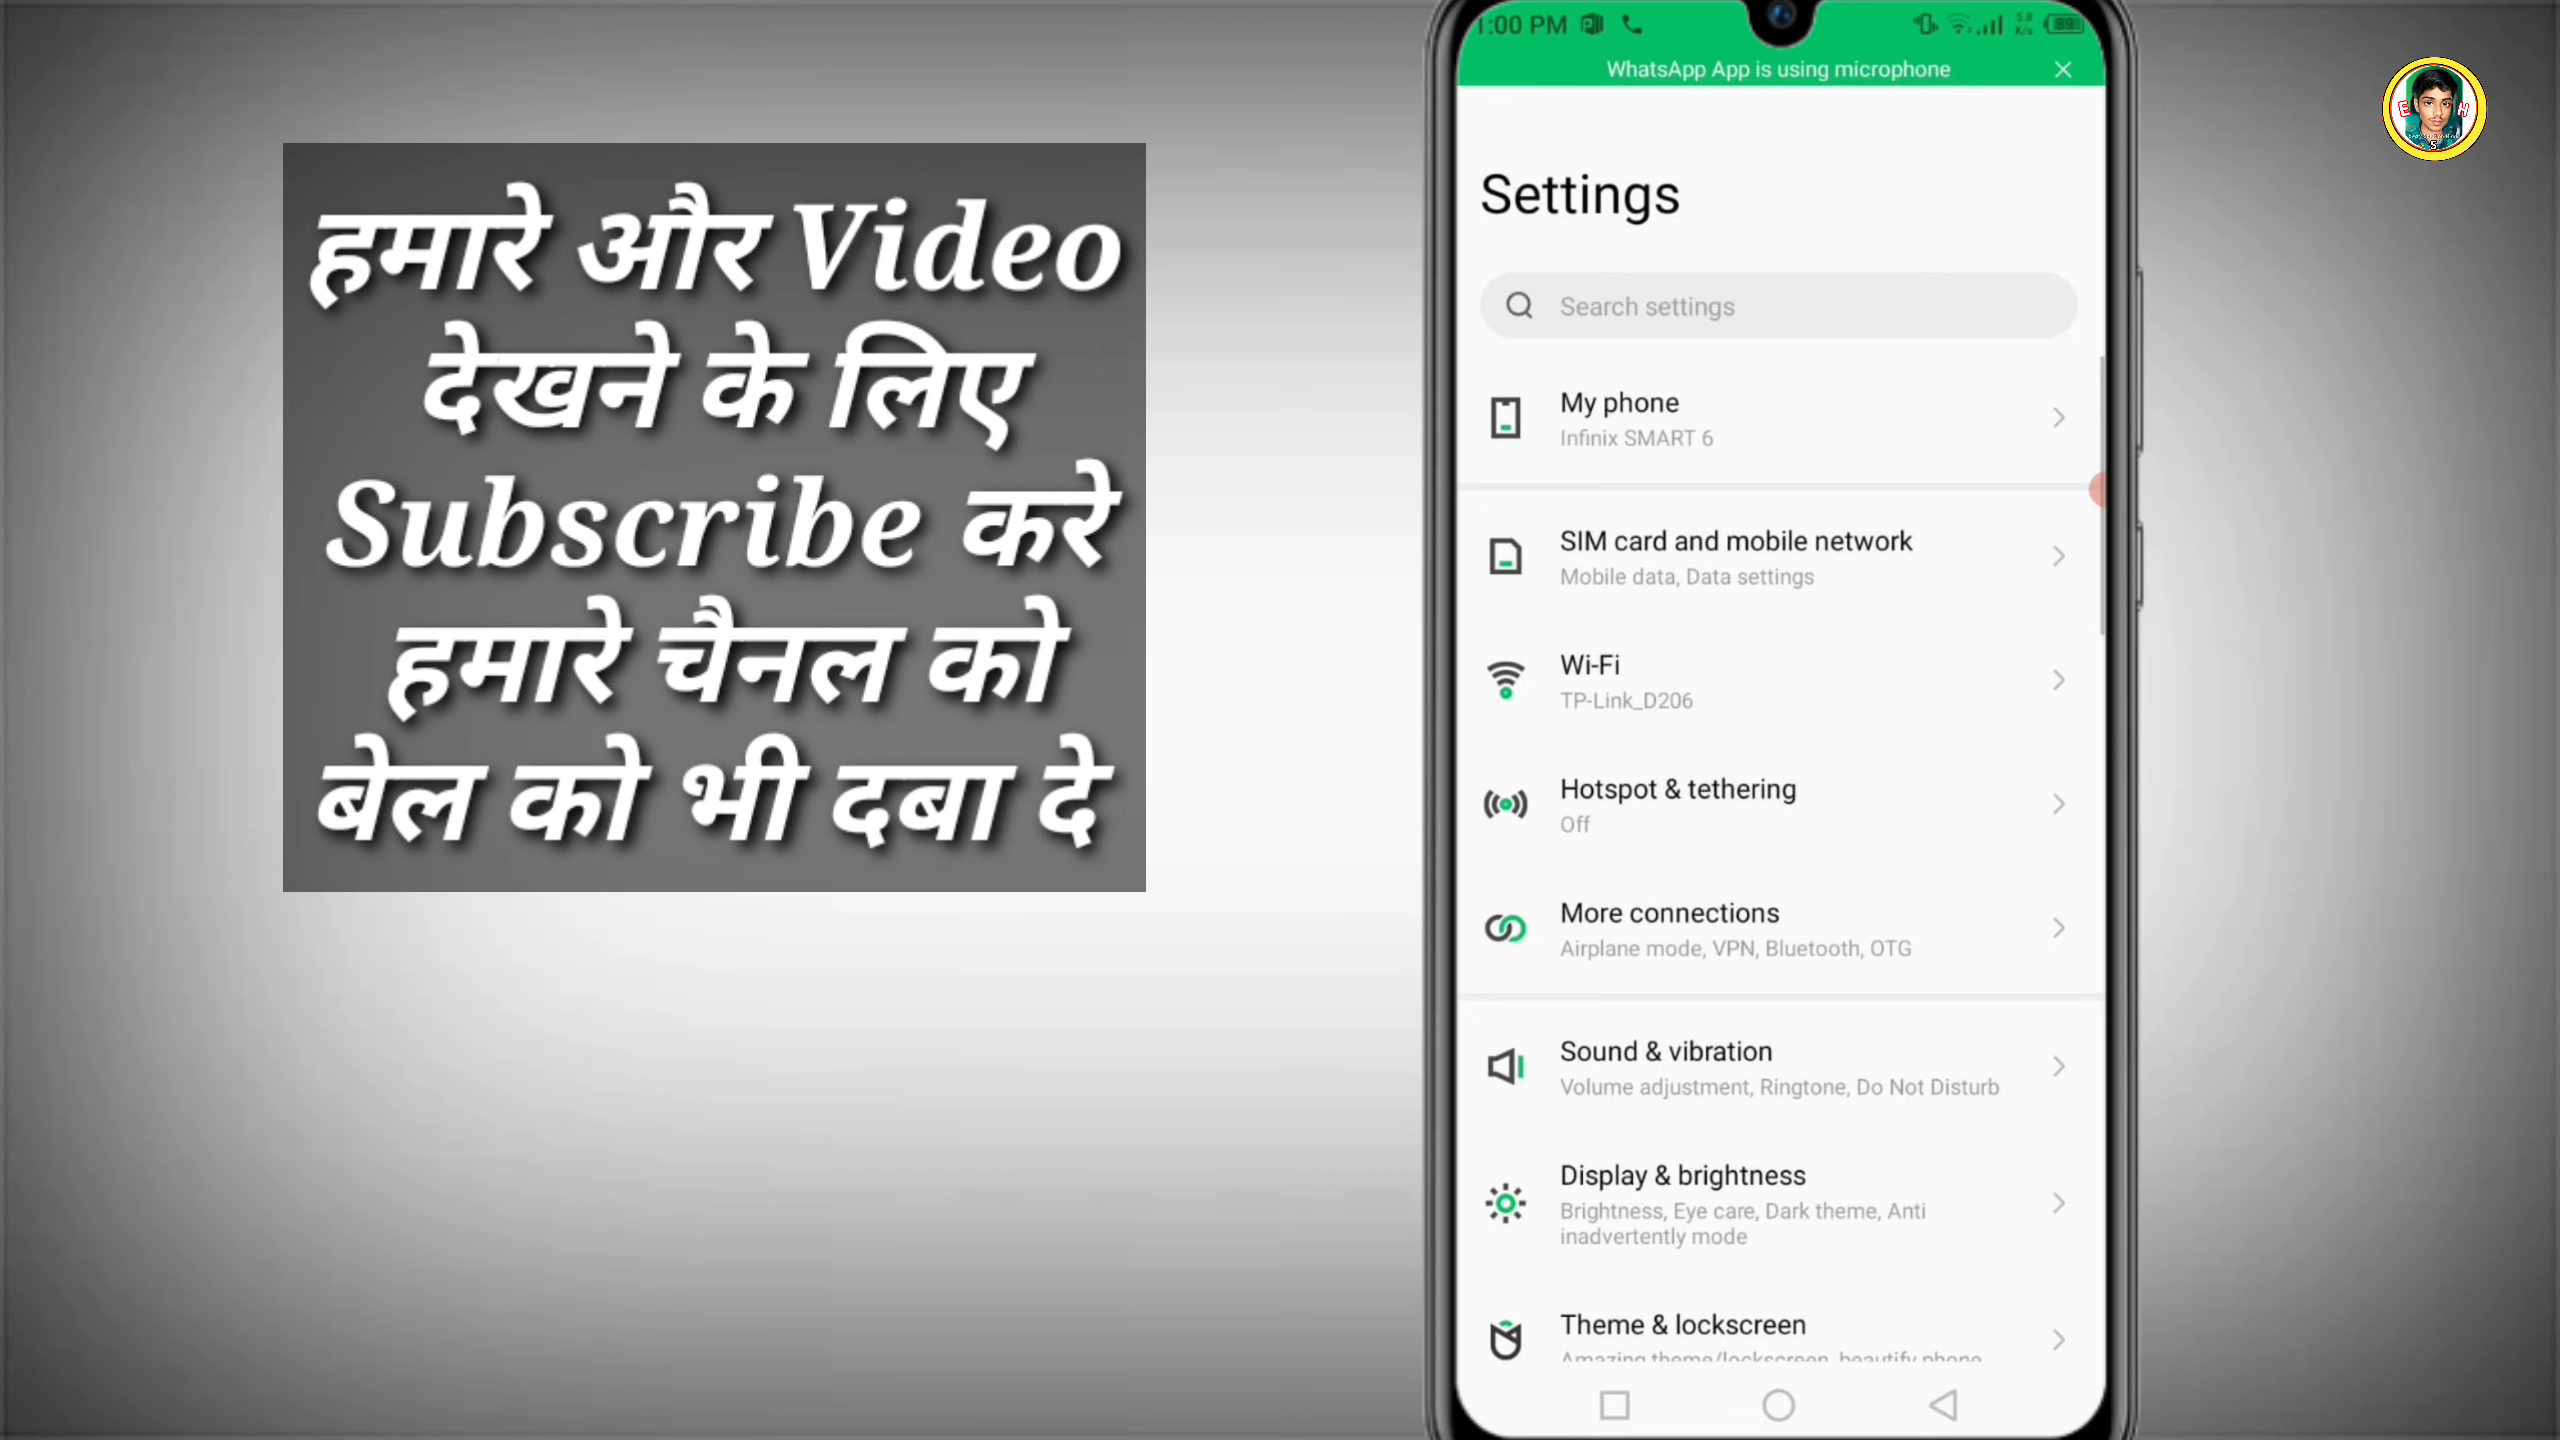 हमारे और Video
देखने के लिए
Subscribe करे
हमारे चैनल को
बेल को भी दबा दे
1:00 PM
5.8
K/s
89
WhatsApp App is using microphone
E
H
S
Settings
Search settings
My phone
Infinix SMART 6
SIM card and mobile network
Mobile data, Data settings
Wi-Fi
TP-Link_D206
Hotspot & tethering
Off
More connections
Airplane mode, VPN, Bluetooth, OTG
Sound & vibration
Volume adjustment, Ringtone, Do Not Disturb
Display & brightness
Brightness, Eye care, Dark theme, Anti
inadvertently mode
Theme & lockscreen
Amazing theme/lockscreen, beautify phone